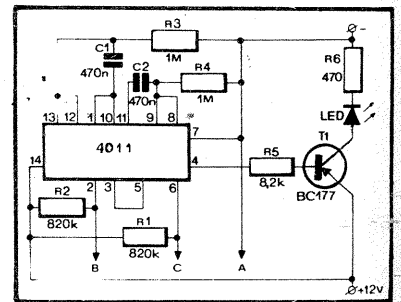 R3
1M
C1
470n
C2
470n
R4
1M
R6
470
LED
T1
BC177
13 12 1 10 11 9 8
7
4011
14
4
2 3 5 6
R5
8,2k
R2
820k
R1
820k
B
C
A
-
+12V